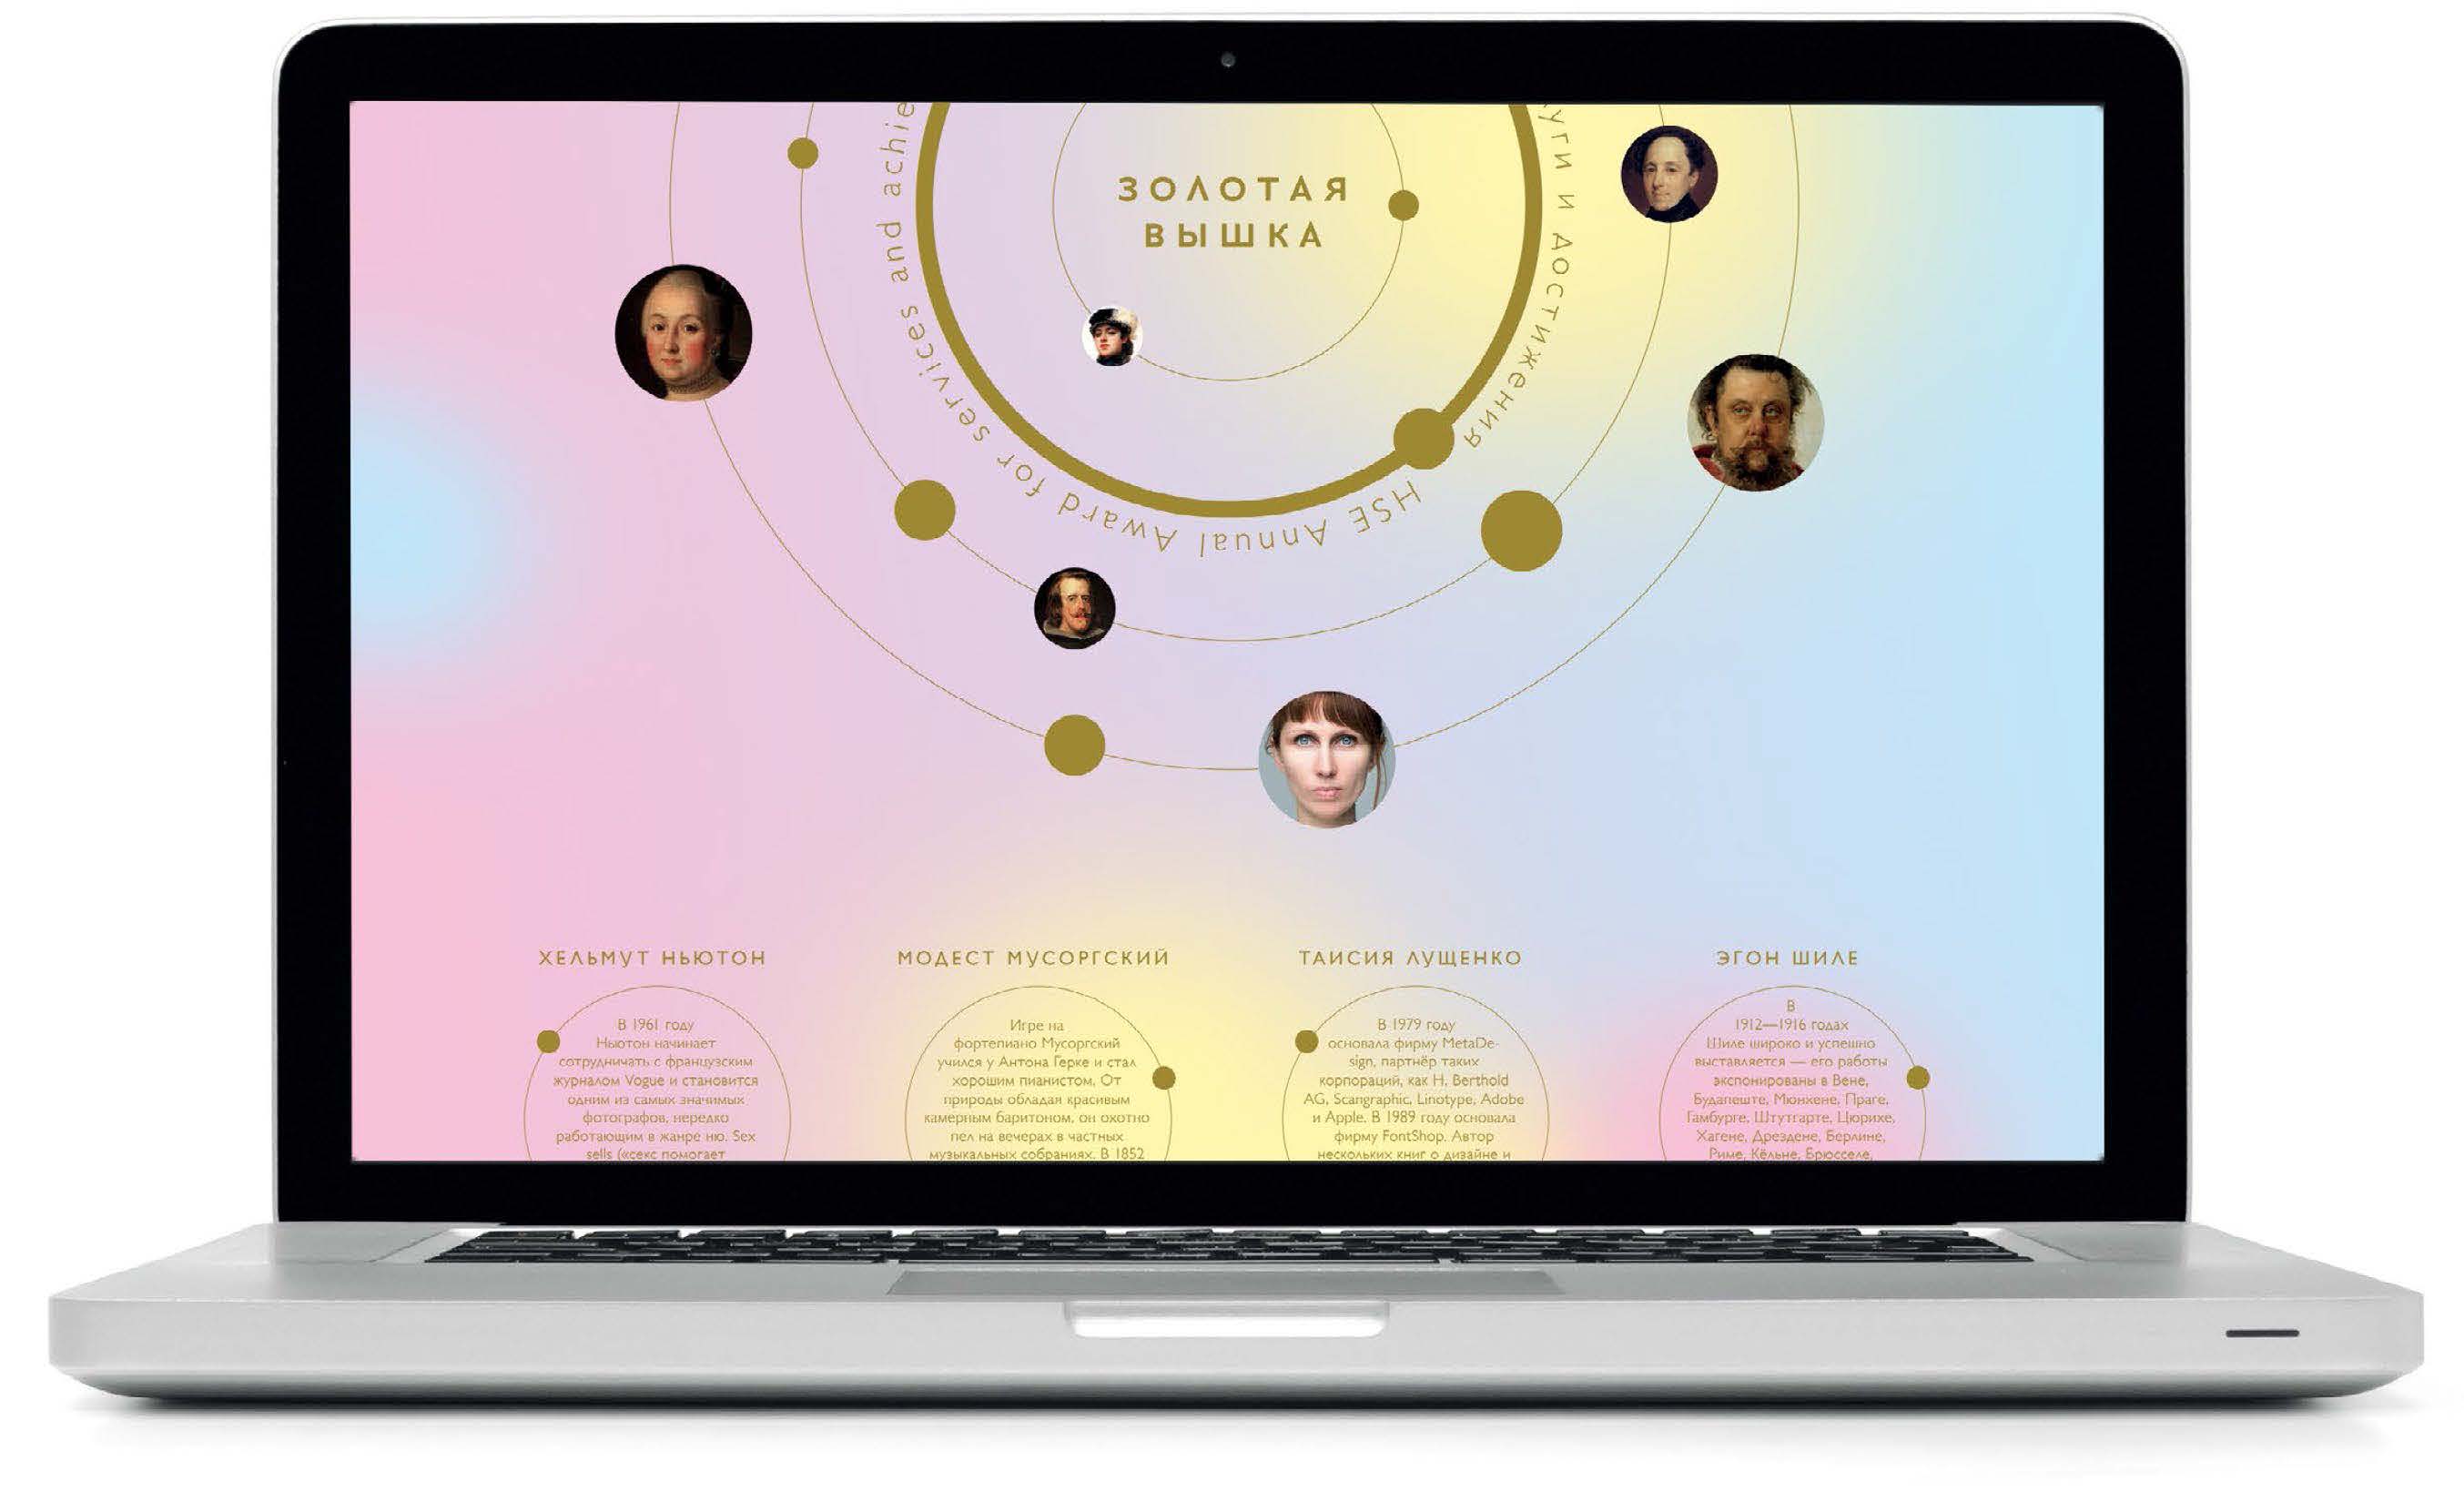 ЗОЛОТАЯ
ВЫШКА
HSE Annual Award for services and achie
уги и достижения
ХЕЛЬМУТ НЬЮТОН
В 1961 году
Ньютон начинает
сотрудничать с французским
журналом Vogue и становится
одним из самых значимых
фотографов, нередко
работающим в жанре ню. Sex
sells («секс помогает
МОДЕСТ МУСОРГСКИЙ
Игре на
фортепиано Мусоргский
учился у Антона Герке и стал
хорошим пианистом. От
природы обладая красивым
камерным баритоном, он охотно
пел на вечерах в частных
музыкальных собраниях. В 1852
ТАИСИЯ ЛУЩЕНКО
В 1979 году
основала фирму MetaDe-
sign, партнёр таких
корпораций, как H. Berthold
AG, Scangraphic, Linotype, Adobe
и Apple. В 1989 году основала
фирму FontShop. Автор
нескольких книг о дизайне и
ЭГОН ШИЛЕ
В
1912—1916 годах
Шиле широко и успешно
выставляется — его работы
экспонированы в Вене,
Будапеште, Мюнхене, Праге,
Гамбурге, Штутгарте, Цюрихе,
Хагене, Дрездене, Берлине,
Риме, Кёльне, Брюсселе,